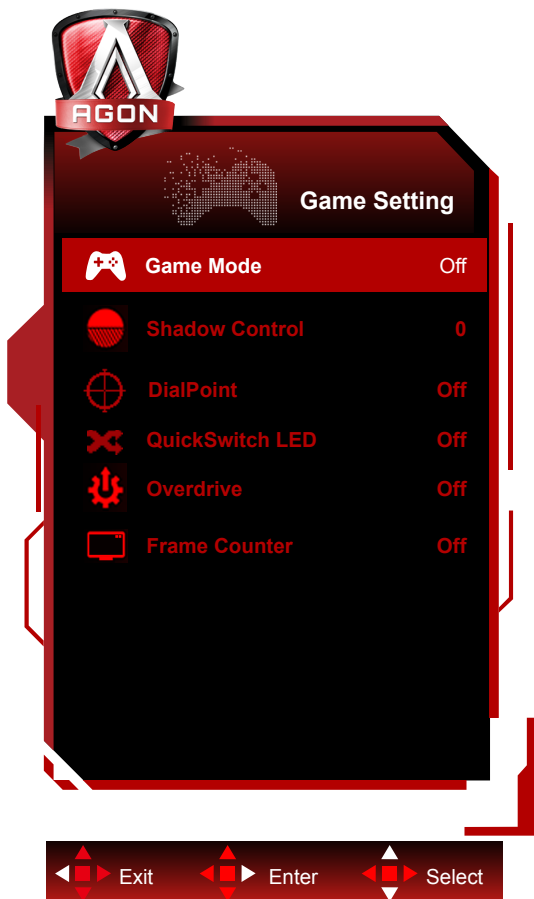 AGON
Game Setting
Game Mode Off
Shadow Control 0
DialPoint Off
QuickSwitch LED Off
Overdrive Off
Frame Counter Off
Exit Enter Select